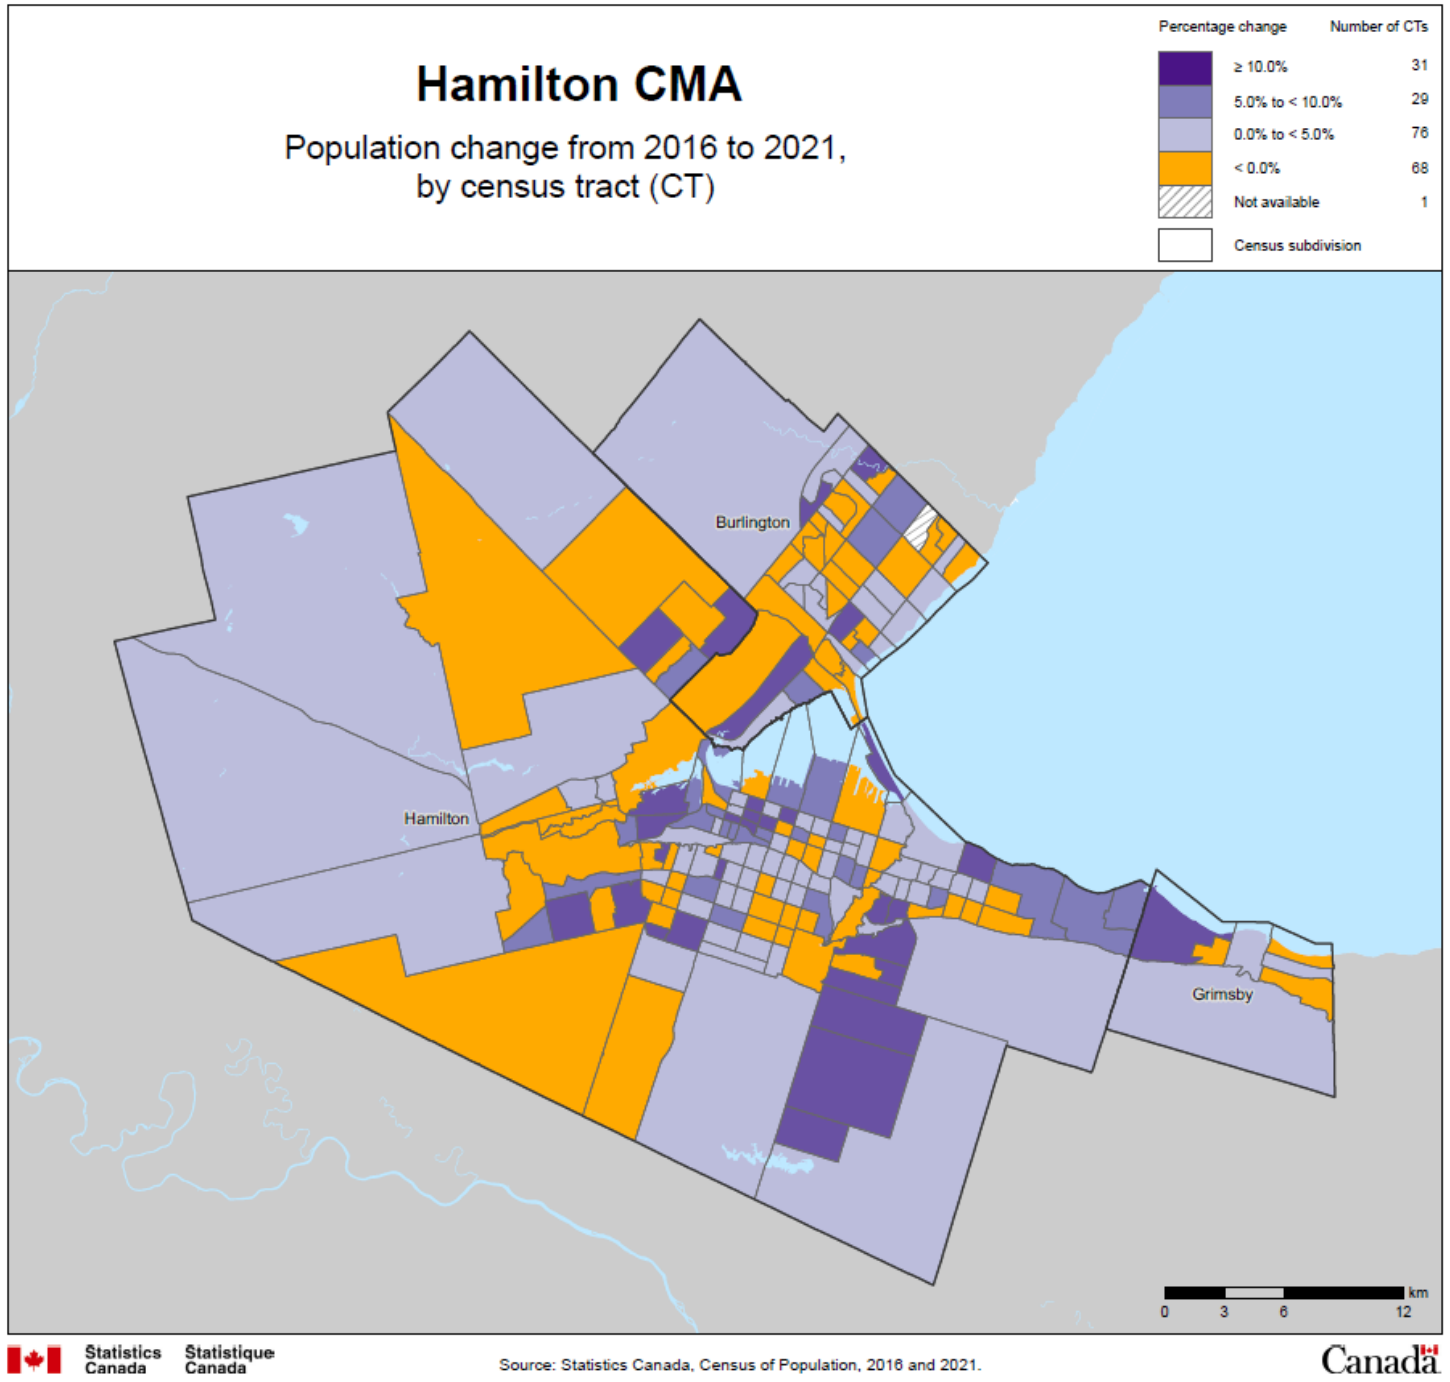 Hamilton CMA
Population change from 2016 to 2021,
by census tract (CT)
Percentage change Number of CTs
≥ 10.0% 31
5.0% to < 10.0% 29
0.0% to < 5.0% 76
< 0.0% 68
Not available 1
Census subdivision
Burlington
Hamilton
Grimsby
km
0 3 6 12
Statistics Canada
Statistique Canada
Source: Statistics Canada, Census of Population, 2016 and 2021.
Canada